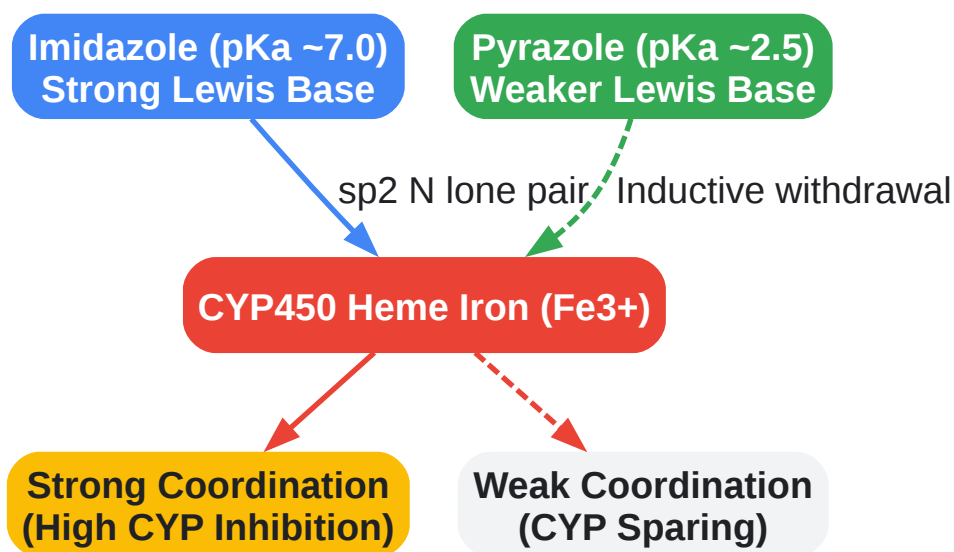 Imidazole (pKa ~7.0)
Strong Lewis Base
Pyrazole (pKa ~2.5)
Weaker Lewis Base
sp2 N lone pair
Inductive withdrawal
CYP450 Heme Iron (Fe3+)
Strong Coordination
(High CYP Inhibition)
Weak Coordination
(CYP Sparing)